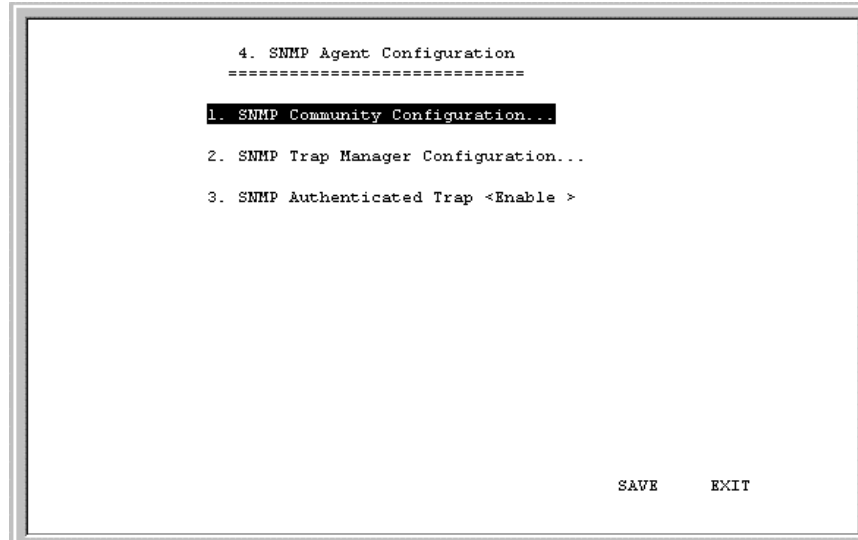 4. SNMP Agent Configuration
=============================
1. SNMP Community Configuration...
2. SNMP Trap Manager Configuration...
3. SNMP Authenticated Trap <Enable >
SAVE EXIT